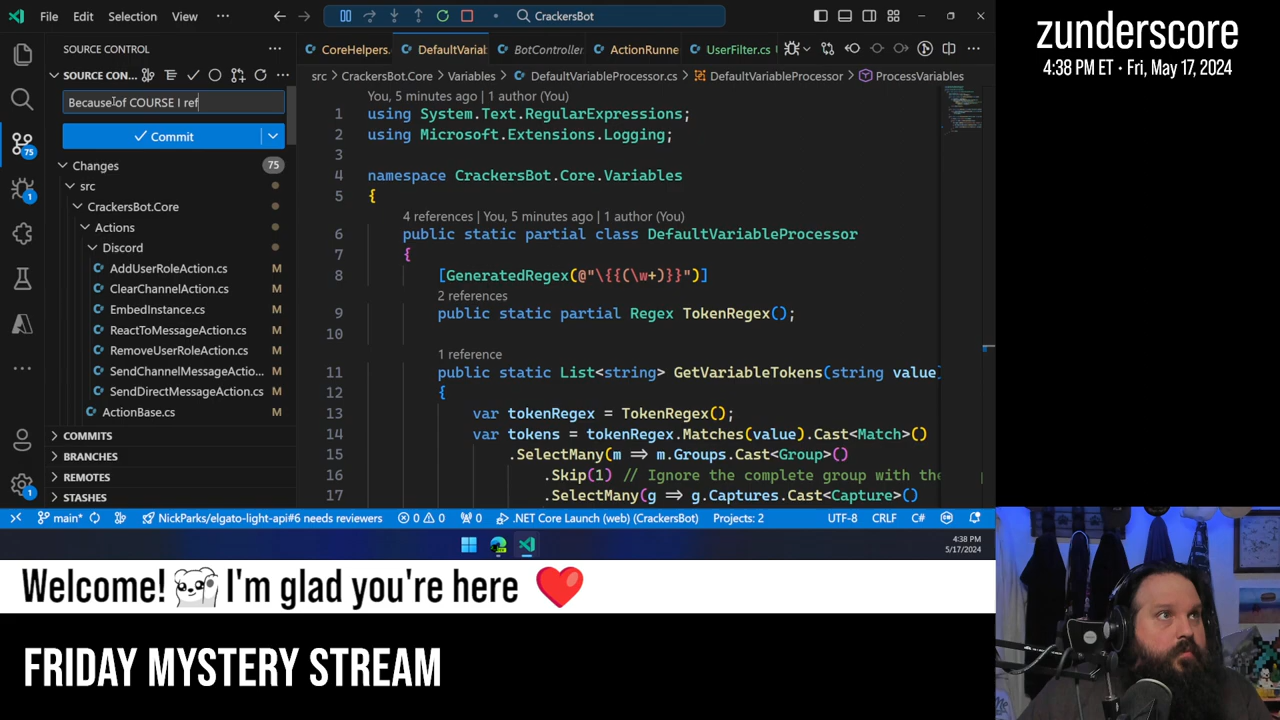 File Edit Selection View ··· CrackersBot
zunderscore
4:38 PM ET · Fri, May 17, 2024
SOURCE CONTROL
CoreHelpers. DefaultVariab BotController ActionRunne UserFilter.cs
SOURCE CON...
src > CrackersBot.Core > Variables > DefaultVariableProcessor.cs > DefaultVariableProcessor > ProcessVariables
Because of COURSE I ref
Commit
Changes 75
src
CrackersBot.Core
Actions
Discord
AddUserRoleAction.cs M
ClearChannelAction.cs M
EmbedInstance.cs M
ReactToMessageAction.cs M
RemoveUserRoleAction.cs M
SendChannelMessageActio... M
SendDirectMessageAction.cs M
ActionBase.cs M
COMMITS
BRANCHES
REMOTES
STASHES
75
1
1
You, 5 minutes ago | 1 author (You)
1 using System.Text.RegularExpressions;
2 using Microsoft.Extensions.Logging;
3
4 namespace CrackersBot.Core.Variables
5 {
4 references | You, 5 minutes ago | 1 author (You)
6 public static partial class DefaultVariableProcessor
7 {
8 [GeneratedRegex(@"\{{(\w+)}}")]
2 references
9 public static partial Regex TokenRegex();
10
1 reference
11 public static List<string> GetVariableTokens(string value)
12 {
13 var tokenRegex = TokenRegex();
14 var tokens = tokenRegex.Matches(value).Cast<Match>()
15 .SelectMany(m => m.Groups.Cast<Group>()
16 .Skip(1) // Ignore the complete group with the
17 .SelectMany(g => g.Captures.Cast<Capture>()
main* NickParks/elgato-light-api#6 needs reviewers 0 0 0 .NET Core Launch (web) (CrackersBot) Projects: 2 UTF-8 CRLF C#
4:38 PM
5/17/2024
Welcome! I'm glad you're here
FRIDAY MYSTERY STREAM